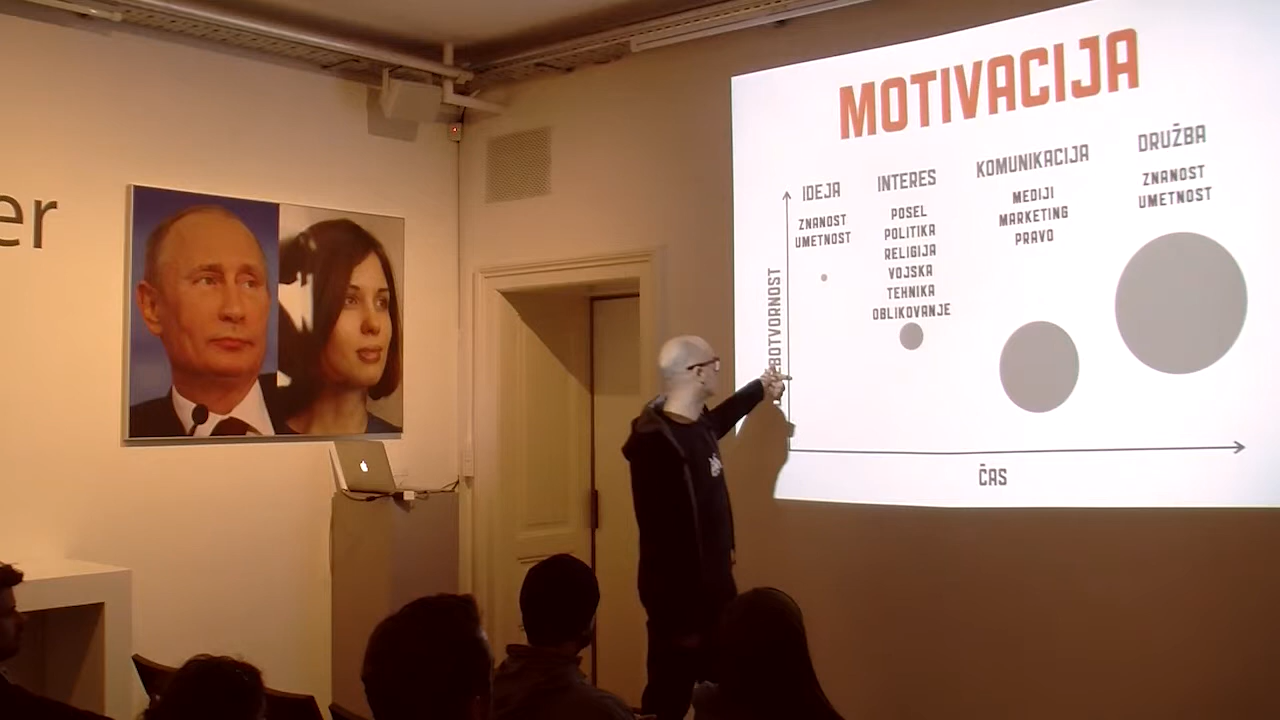 er
MOTIVACIJA
IDEJA
ZNANOST
UMETNOST
INTERES
POSEL
POLITIKA
RELIGIJA
VOJSKA
TEHNIKA
OBLIKOVANJE
KOMUNIKACIJA
MEDIJI
MARKETING
PRAVO
DRUŽBA
ZNANOST
UMETNOST
ČAS